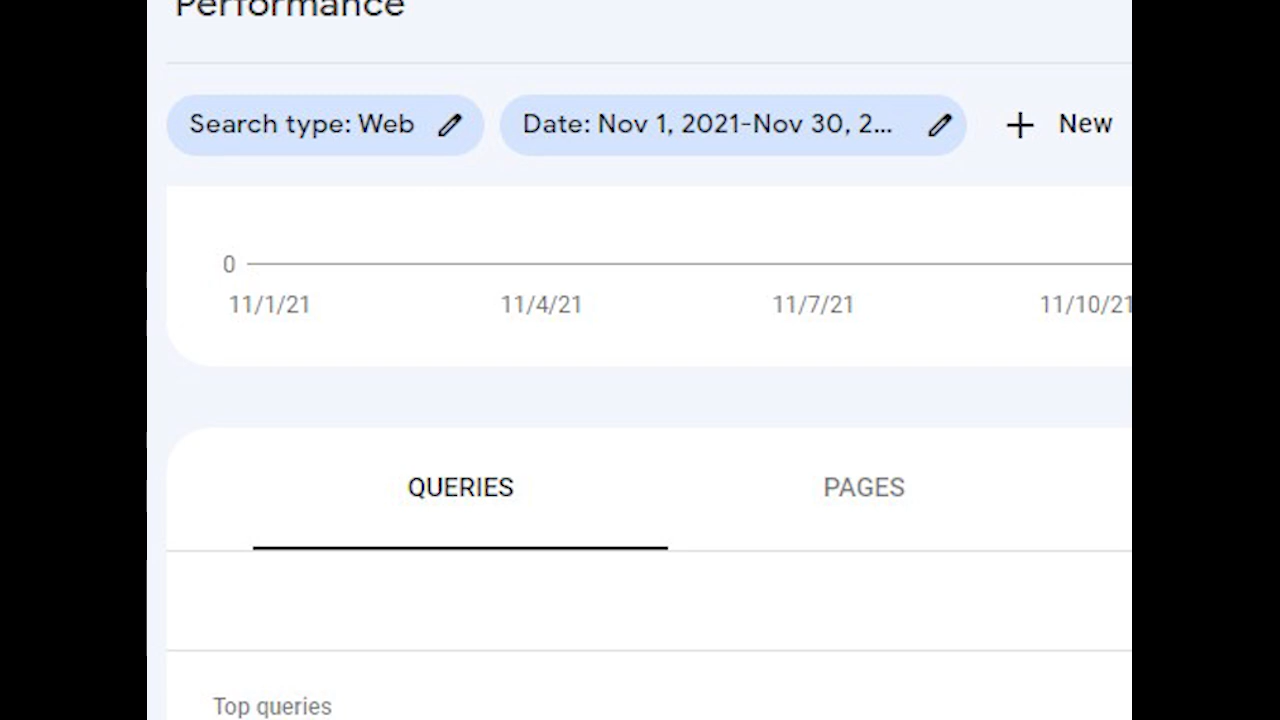 Performance
Search type: Web
Date: Nov 1, 2021-Nov 30, 2...
New
0
11/1/21 11/4/21 11/7/21 11/10/21
QUERIES PAGES
Top queries